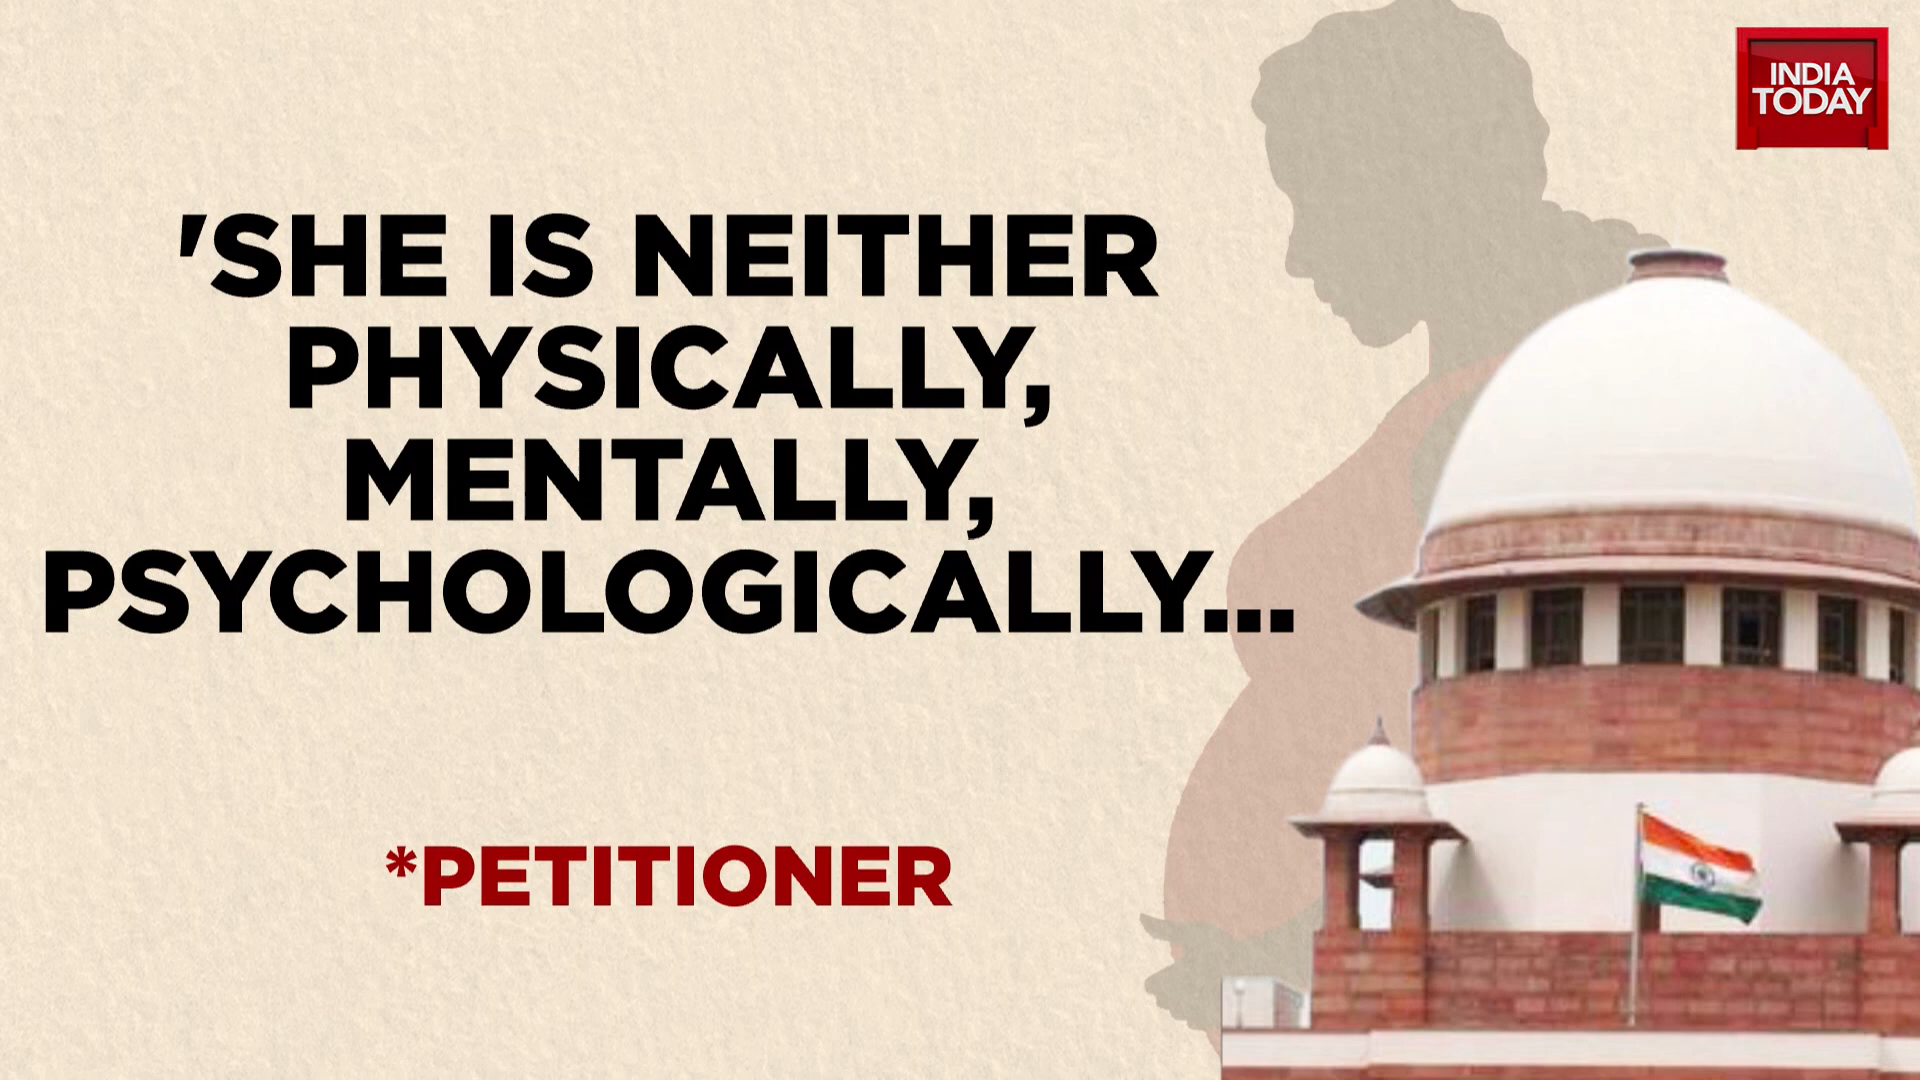 INDIA
TODAY
'SHE IS NEITHER
PHYSICALLY,
MENTALLY,
PSYCHOLOGICALLY...
*PETITIONER